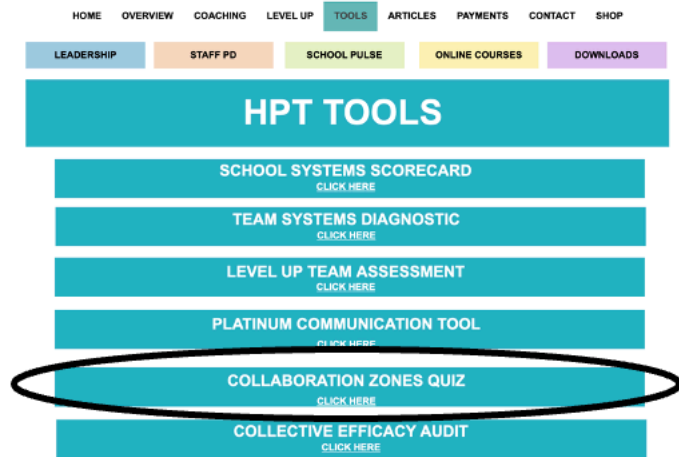 HOME OVERVIEW COACHING LEVEL UP TOOLS ARTICLES PAYMENTS CONTACT SHOP
LEADERSHIP STAFF PD SCHOOL PULSE ONLINE COURSES DOWNLOADS
HPT TOOLS
SCHOOL SYSTEMS SCORECARD
CLICK HERE
TEAM SYSTEMS DIAGNOSTIC
CLICK HERE
LEVEL UP TEAM ASSESSMENT
CLICK HERE
PLATINUM COMMUNICATION TOOL
CLICK HERE
COLLABORATION ZONES QUIZ
CLICK HERE
COLLECTIVE EFFICACY AUDIT
CLICK HERE